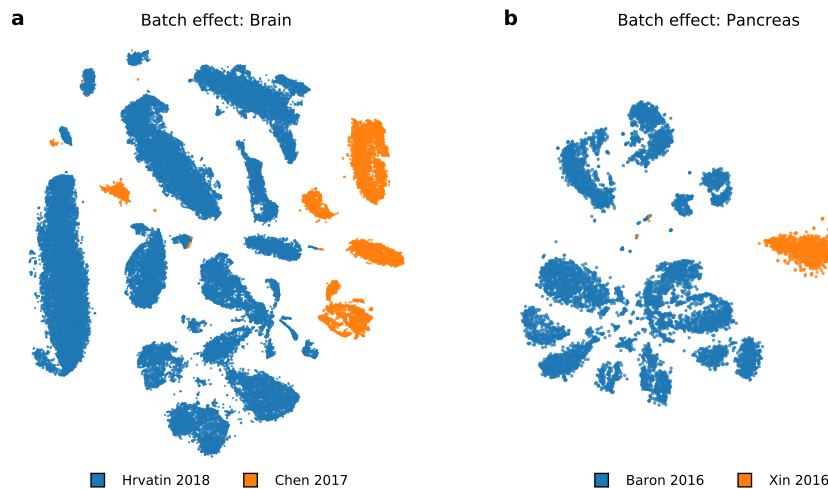 a Batch effect: Brain
b Batch effect: Pancreas
Hrvatin 2018 Chen 2017
Baron 2016 Xin 2016